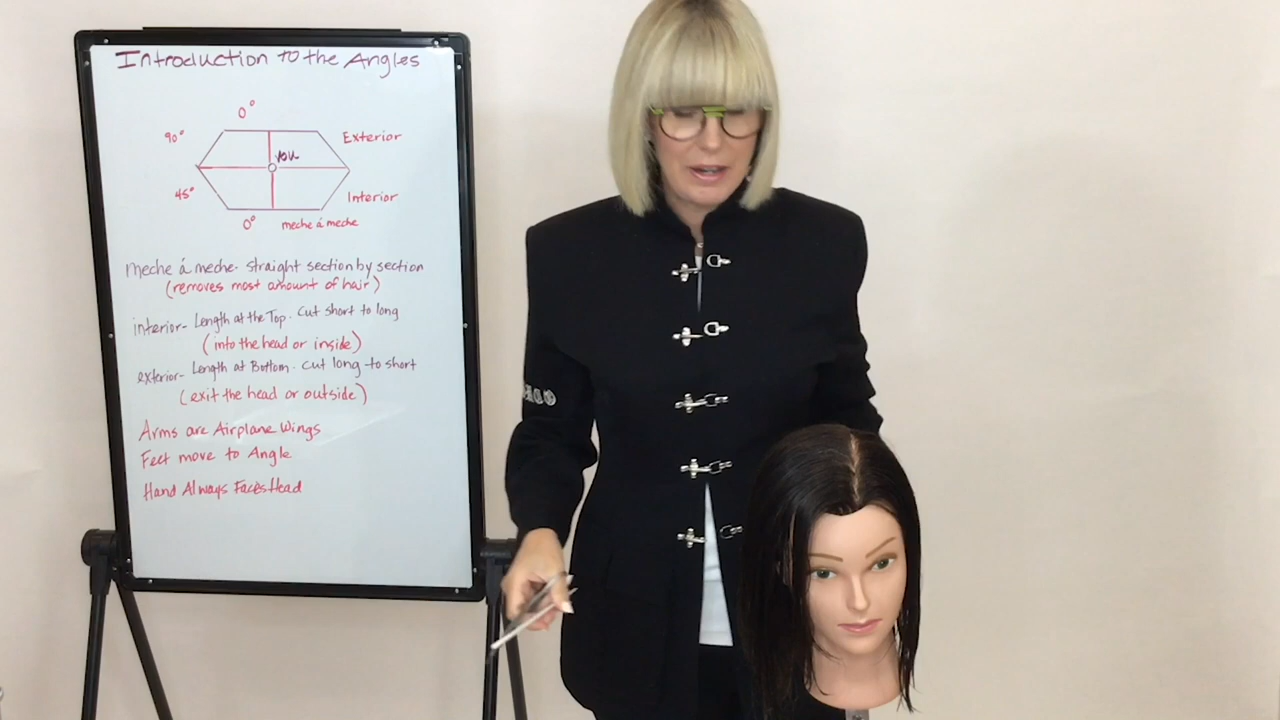 Introduction to the Angles
0°
90°
Exterior
you
45°
Interior
0°
meche á meche
meche á meche- straight section by section
(removes most amount of hair)
interior- Length at the Top. Cut short to long
(into the head or inside)
exterior- Length at Bottom. Cut long to short
(exit the head or outside)
Arms are Airplane Wings
Feet move to Angle
Hand Always Faces Head